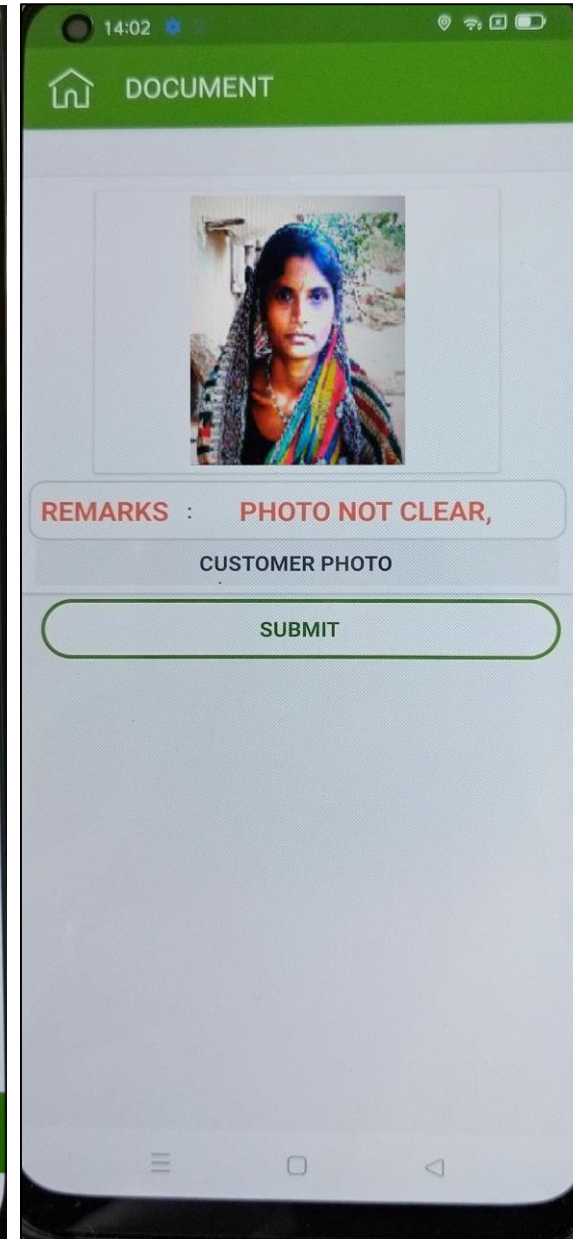 14:02
DOCUMENT
REMARKS : PHOTO NOT CLEAR,
CUSTOMER PHOTO
SUBMIT